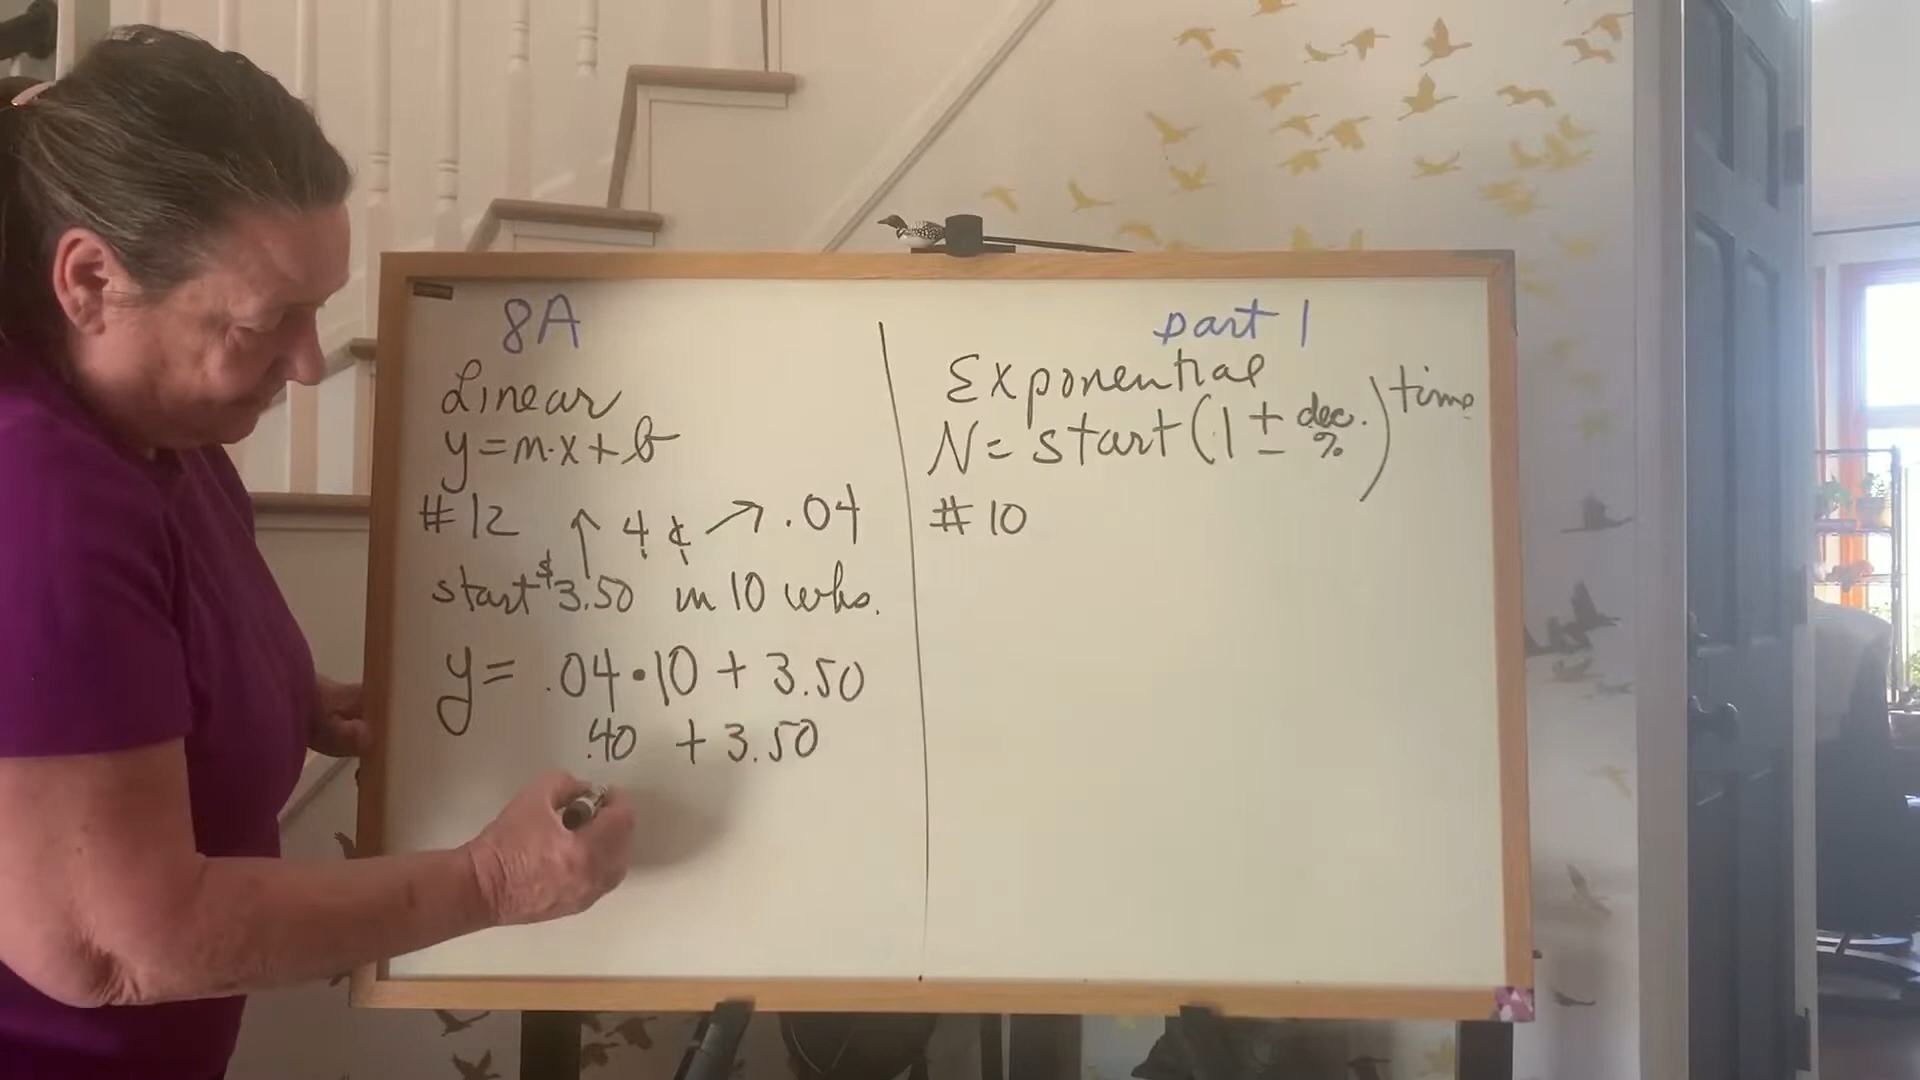 8A
Linear
y=m·x+b
#12 ↑ 4¢ → .04
start $3.50 in 10 wks.
y= .04•10 + 3.50
.40 + 3.50
part 1
Exponential
N= start (1 ± dec. %) time
#10